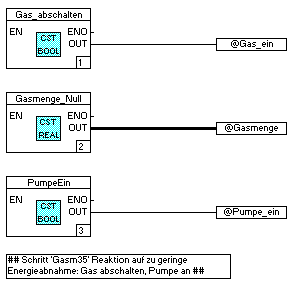 Gas_abschalten
EN ENO
CST OUT @Gas_ein
BOOL
1
Gasmenge_Null
EN ENO
CST OUT @Gasmenge
REAL
2
PumpeEin
EN ENO
CST OUT @Pumpe_ein
BOOL
3
## Schritt 'Gasm35' Reaktion auf zu geringe
Energieabnahme: Gas abschalten, Pumpe an ##